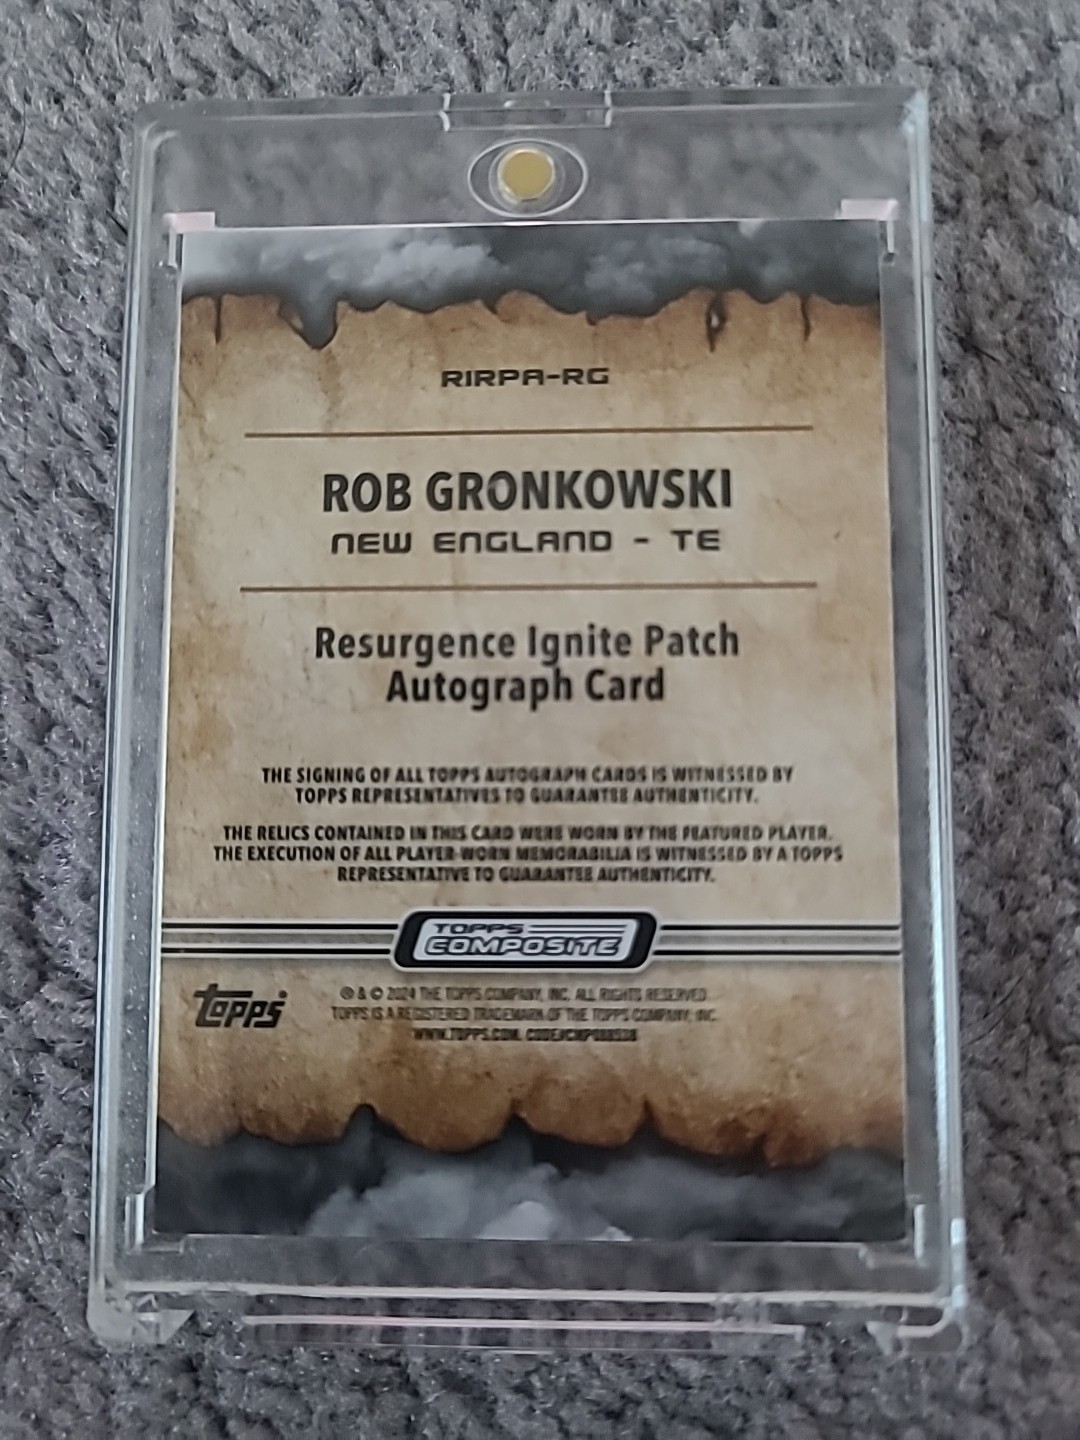 RIRPA-RG
ROB GRONKOWSKI
NEW ENGLAND - TE
Resurgence Ignite Patch
Autograph Card
THE SIGNING OF ALL TOPPS AUTOGRAPH CARDS IS WITNESSED BY
TOPPS REPRESENTATIVES TO GUARANTEE AUTHENTICITY.
THE RELICS CONTAINED IN THIS CARD WERE WORN BY THE FEATURED PLAYER.
THE EXECUTION OF ALL PLAYER-WORN MEMORABILIA IS WITNESSED BY A TOPPS
REPRESENTATIVE TO GUARANTEE AUTHENTICITY.
TOPPS
COMPOSITE
Topps
® & © 2024 THE TOPPS COMPANY, INC. ALL RIGHTS RESERVED.
TOPPS IS A REGISTERED TRADEMARK OF THE TOPPS COMPANY, INC.
WWW.TOPPS.COM.